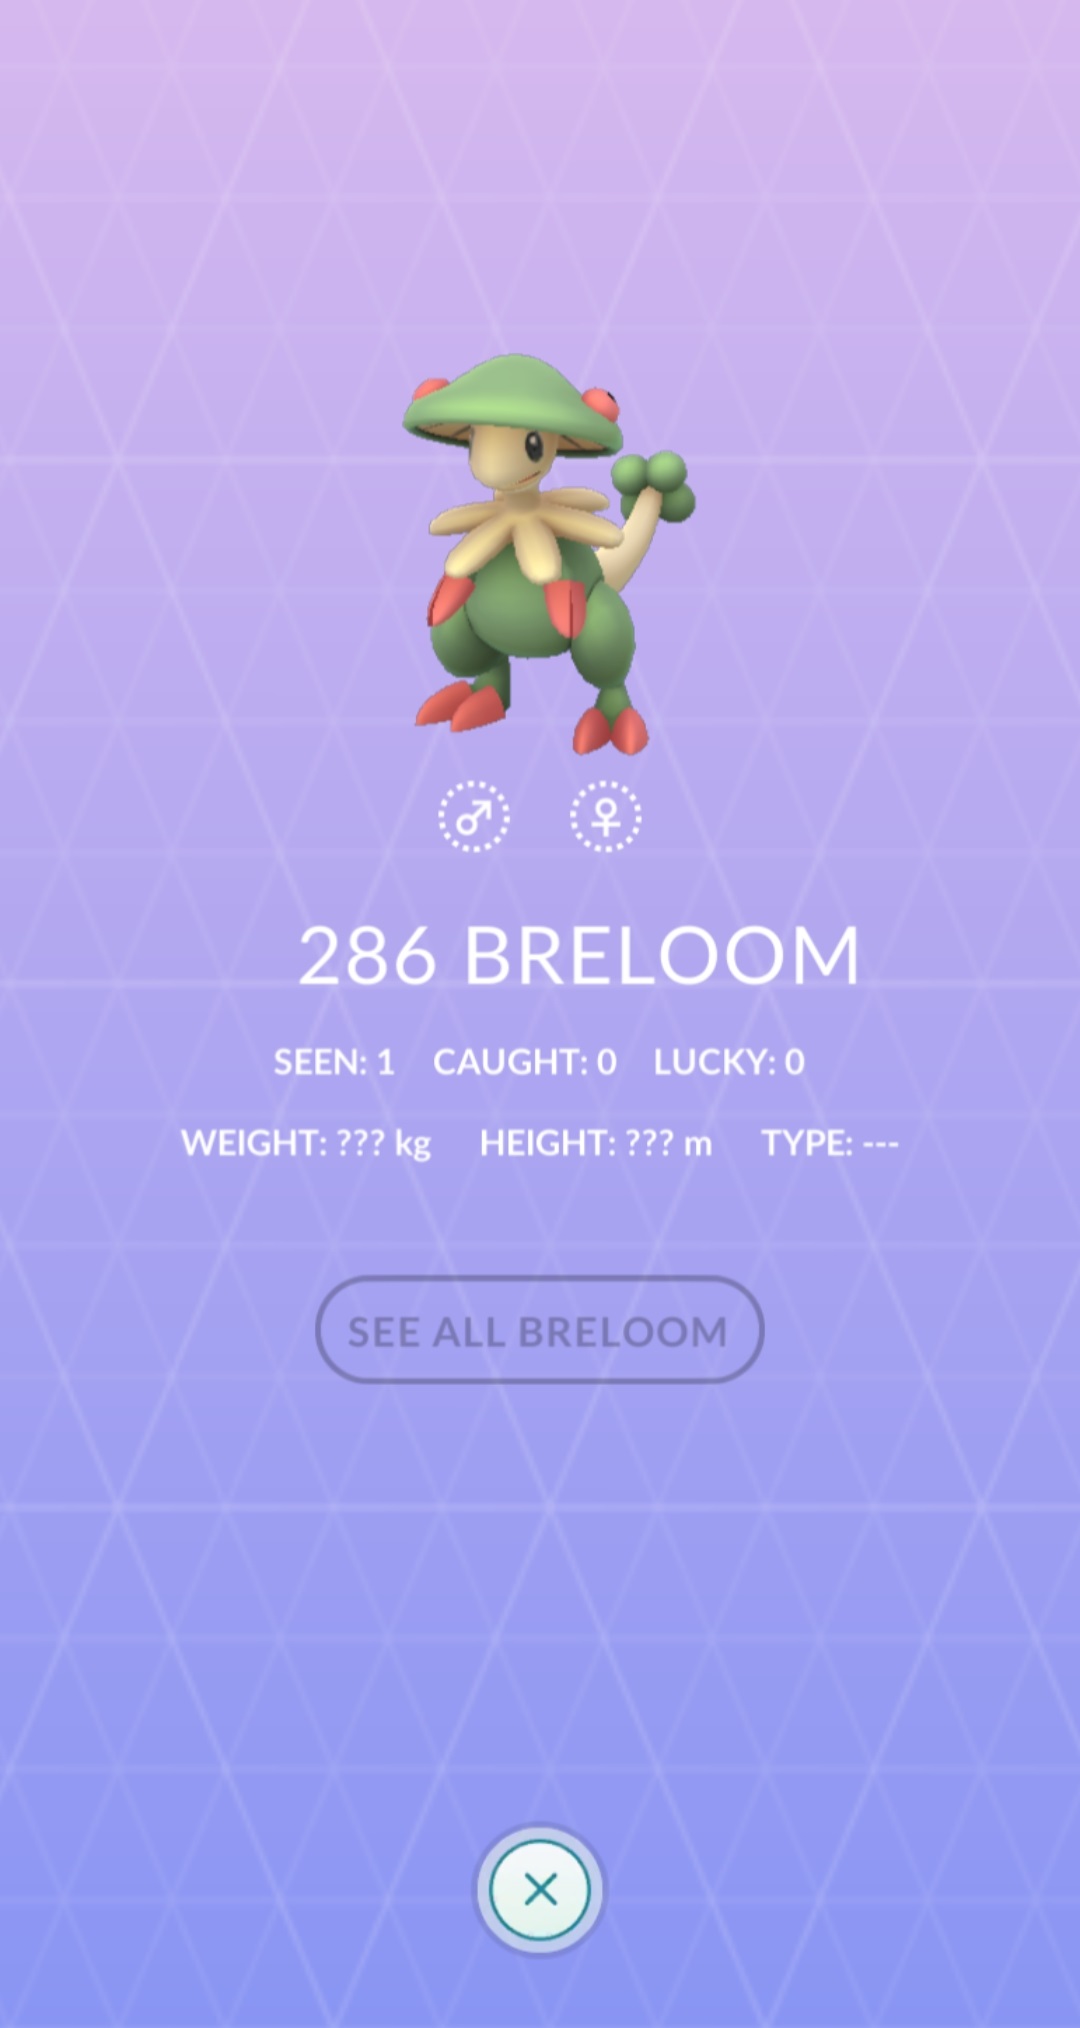 286 BRELOOM
SEEN: 1 CAUGHT: 0 LUCKY: 0
WEIGHT: ??? kg HEIGHT: ??? m TYPE: ---
SEE ALL BRELOOM